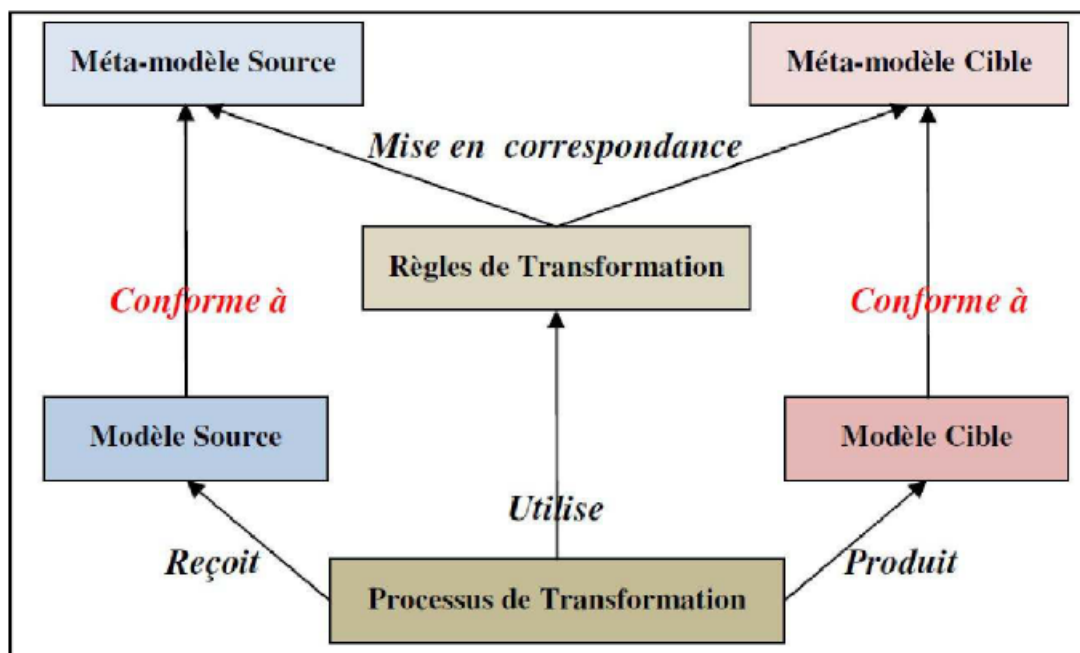 Méta-modèle Source
Méta-modèle Cible
Mise en correspondance
Règles de Transformation
Conforme à
Conforme à
Modèle Source
Modèle Cible
Utilise
Reçoit
Produit
Processus de Transformation